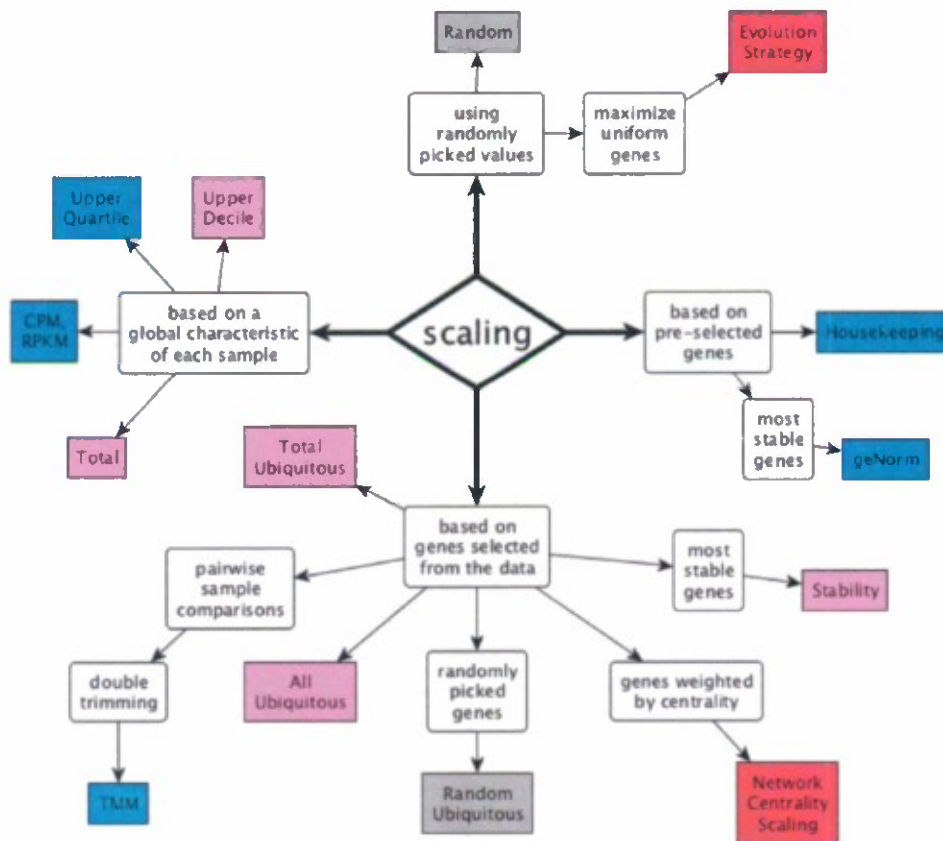 Random
Evolution
Strategy
using
randomly
picked values
maximize
uniform
genes
Upper
Quartile
Upper
Decile
based on a
global characteristic
of each sample
CPM,
RPKM
Total
scaling
based on
pre-selected
genes
Housekeeping
most
stable
genes
geNorm
Total
Ubiquitous
based on
genes selected
from the data
most
stable
genes
Stability
pairwise
sample
comparisons
double
trimming
TMM
All
Ubiquitous
randomly
picked
genes
Random
Ubiquitous
genes weighted
by centrality
Network
Centrality
Scaling